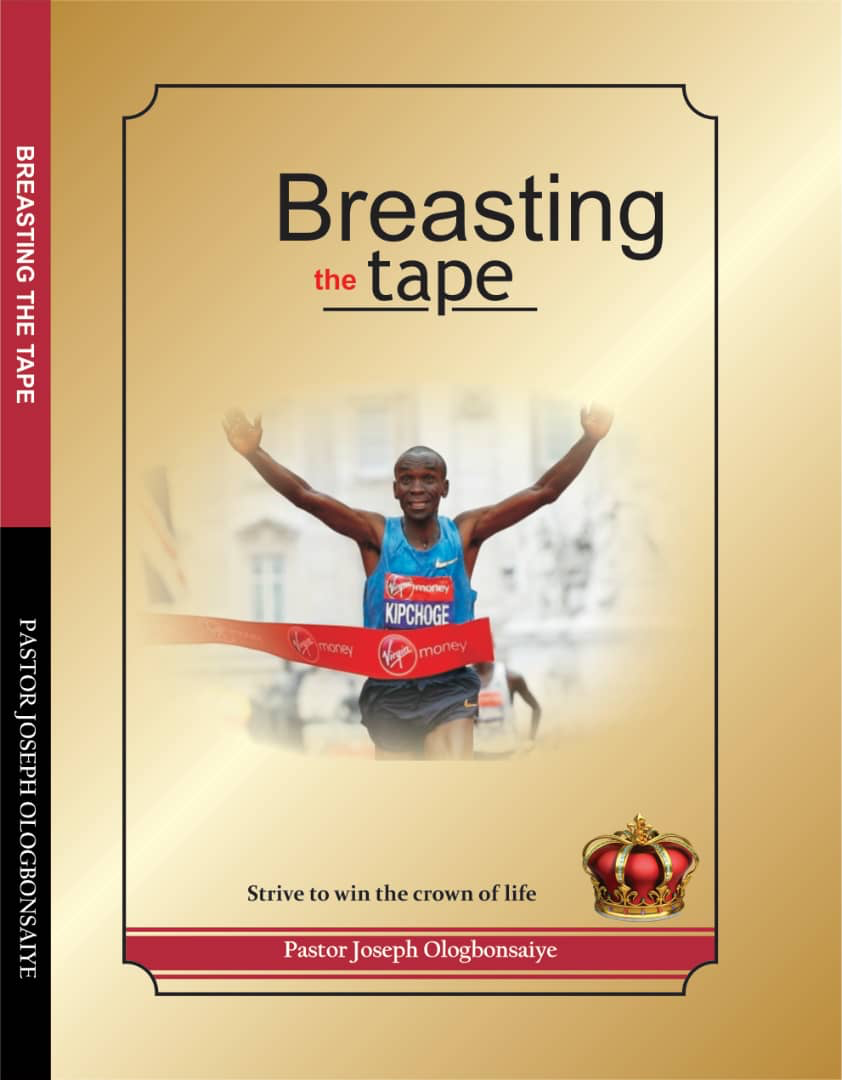 BREASTING THE TAPE
PASTOR JOSEPH OLOGBONSAIYE
Breasting
the tape
Virgin money
KIPCHOGE
Virgin money
Virgin money
Strive to win the crown of life
Pastor Joseph Ologbonsaiye